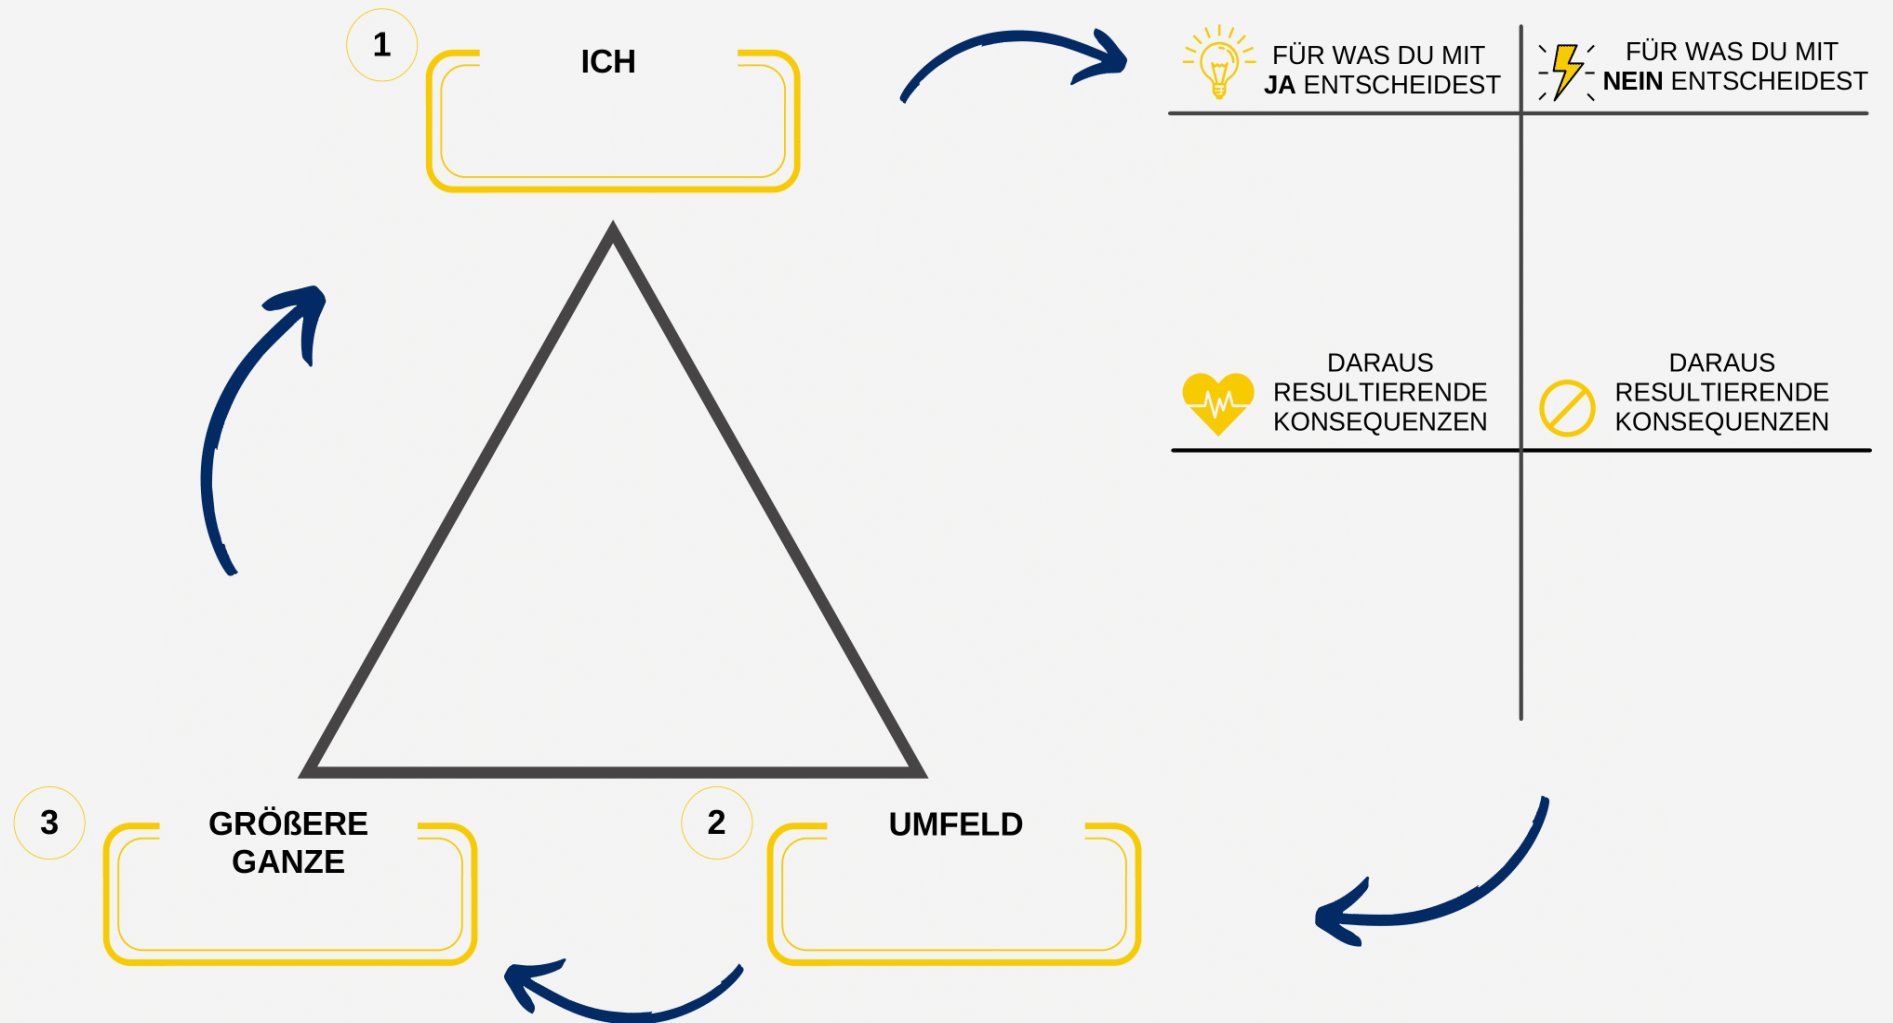 1
ICH
FÜR WAS DU MIT
JA ENTSCHEIDEST
FÜR WAS DU MIT
NEIN ENTSCHEIDEST
DARAUS
RESULTIERENDE
KONSEQUENZEN
DARAUS
RESULTIERENDE
KONSEQUENZEN
3
GRÖßERE
GANZE
2
UMFELD